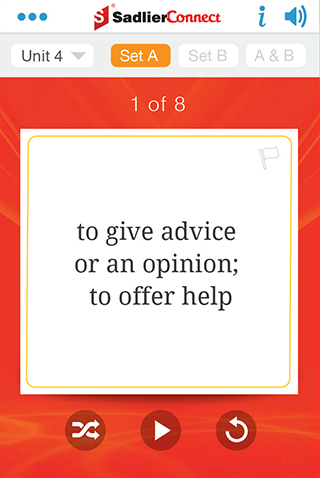 SadlierConnect
Unit 4 Set A Set B A & B
1 of 8
to give advice
or an opinion;
to offer help